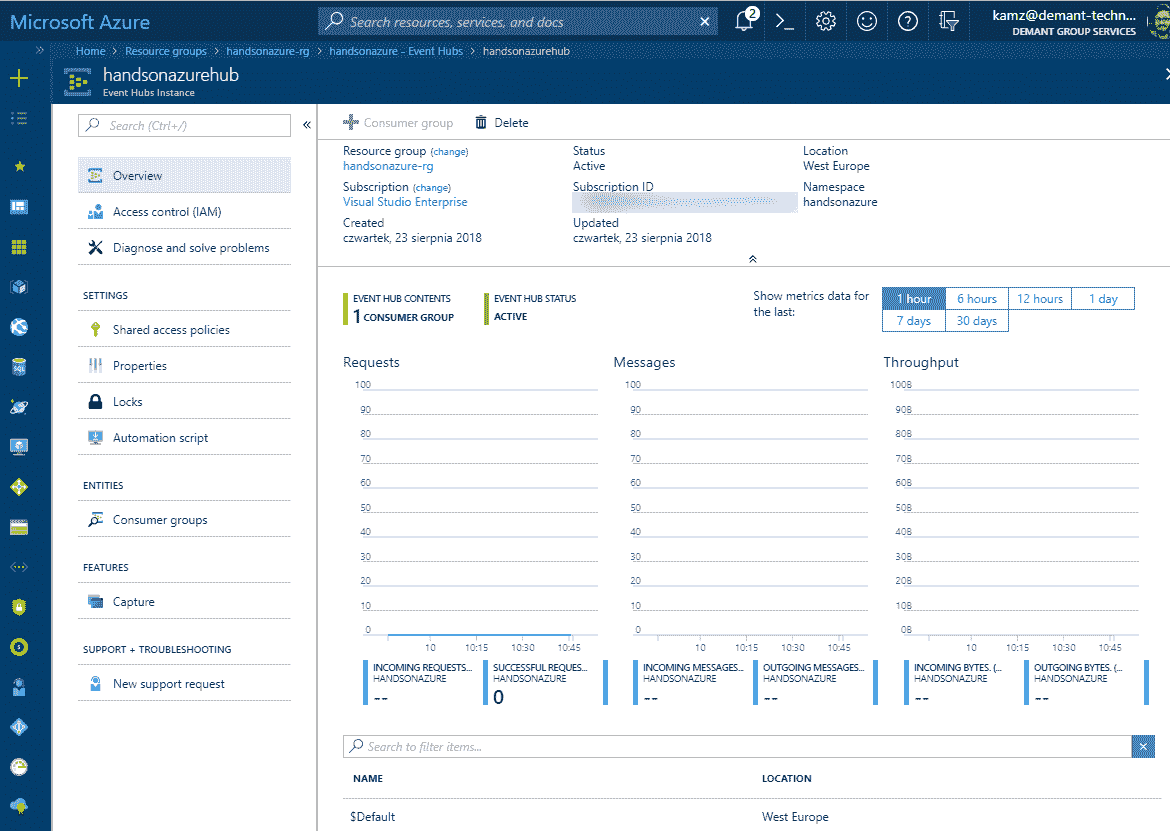 Microsoft Azure
Search resources, services, and docs
2
kamz@demant-techn...
DEMANT GROUP SERVICES
Home > Resource groups > handsonazure-rg > handsonazure - Event Hubs > handsonazurehub
handsonazurehub
Event Hubs Instance
Search (Ctrl+/)
Overview
Access control (IAM)
Diagnose and solve problems
SETTINGS
Shared access policies
Properties
Locks
Automation script
ENTITIES
Consumer groups
FEATURES
Capture
SUPPORT + TROUBLESHOOTING
New support request
Consumer group
Delete
Resource group (change)
handsonazure-rg
Subscription (change)
Visual Studio Enterprise
Created
czwartek, 23 sierpnia 2018
Status
Active
Subscription ID
Updated
czwartek, 23 sierpnia 2018
Location
West Europe
Namespace
handsonazure
EVENT HUB CONTENTS
1 CONSUMER GROUP
EVENT HUB STATUS
ACTIVE
Show metrics data for
the last:
1 hour 6 hours 12 hours 1 day
7 days 30 days
Requests
100
90
80
70
60
50
40
30
20
10
0
10 10:15 10:30 10:45
INCOMING REQUESTS...
HANDSONAZURE
--
SUCCESSFUL REQUES...
HANDSONAZURE
0
Messages
100
90
80
70
60
50
40
30
20
10
0
10 10:15 10:30 10:45
INCOMING MESSAGES...
HANDSONAZURE
--
OUTGOING MESSAGES...
HANDSONAZURE
--
Throughput
100B
90B
80B
70B
60B
50B
40B
30B
20B
10B
0B
10 10:15 10:30 10:45
INCOMING BYTES. (...
HANDSONAZURE
--
OUTGOING BYTES. (...
HANDSONAZURE
--
Search to filter items...
NAME LOCATION
$Default West Europe